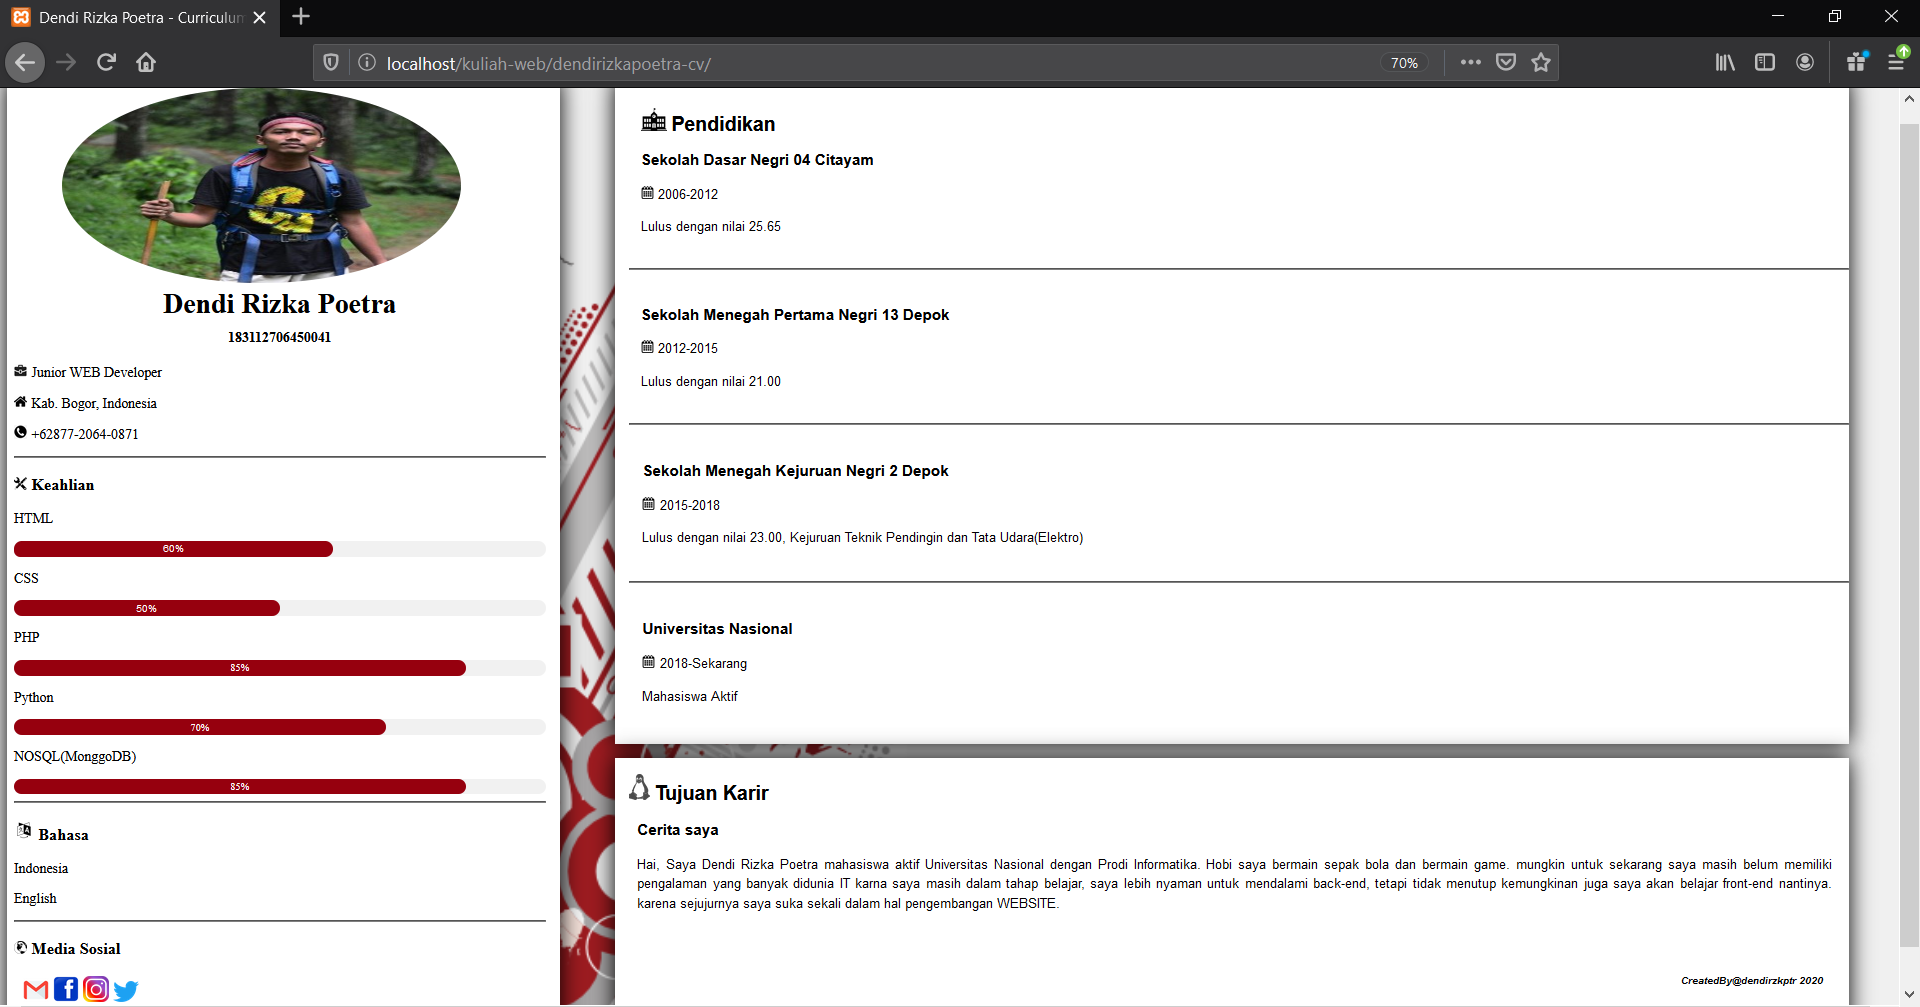 Dendi Rizka Poetra - Curriculum
localhost/kuliah-web/dendirizkapoetra-cv/
70%
Dendi Rizka Poetra
183112706450041
Junior WEB Developer
Kab. Bogor, Indonesia
+62877-2064-0871
Keahlian
HTML
60%
CSS
50%
PHP
85%
Python
70%
NOSQL(MonggoDB)
85%
Bahasa
Indonesia
English
Media Sosial
Pendidikan
Sekolah Dasar Negri 04 Citayam
2006-2012
Lulus dengan nilai 25.65
Sekolah Menegah Pertama Negri 13 Depok
2012-2015
Lulus dengan nilai 21.00
Sekolah Menegah Kejuruan Negri 2 Depok
2015-2018
Lulus dengan nilai 23.00, Kejuruan Teknik Pendingin dan Tata Udara(Elektro)
Universitas Nasional
2018-Sekarang
Mahasiswa Aktif
Tujuan Karir
Cerita saya
Hai, Saya Dendi Rizka Poetra mahasiswa aktif Universitas Nasional dengan Prodi Informatika. Hobi saya bermain sepak bola dan bermain game. mungkin untuk sekarang saya masih belum memiliki
pengalaman yang banyak didunia IT karna saya masih dalam tahap belajar, saya lebih nyaman untuk mendalami back-end, tetapi tidak menutup kemungkinan juga saya akan belajar front-end nantinya.
karena sejujurnya saya suka sekali dalam hal pengembangan WEBSITE.
CreatedBy@dendirzkptr 2020